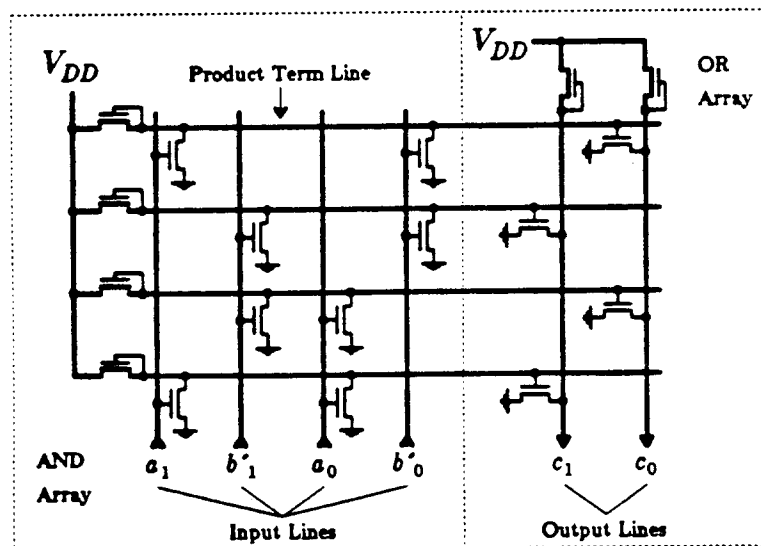 V_DD
Product Term Line
V_DD
OR
Array
AND
Array
a_1
b'_1
a_0
b'_0
c_1
c_0
Input Lines
Output Lines